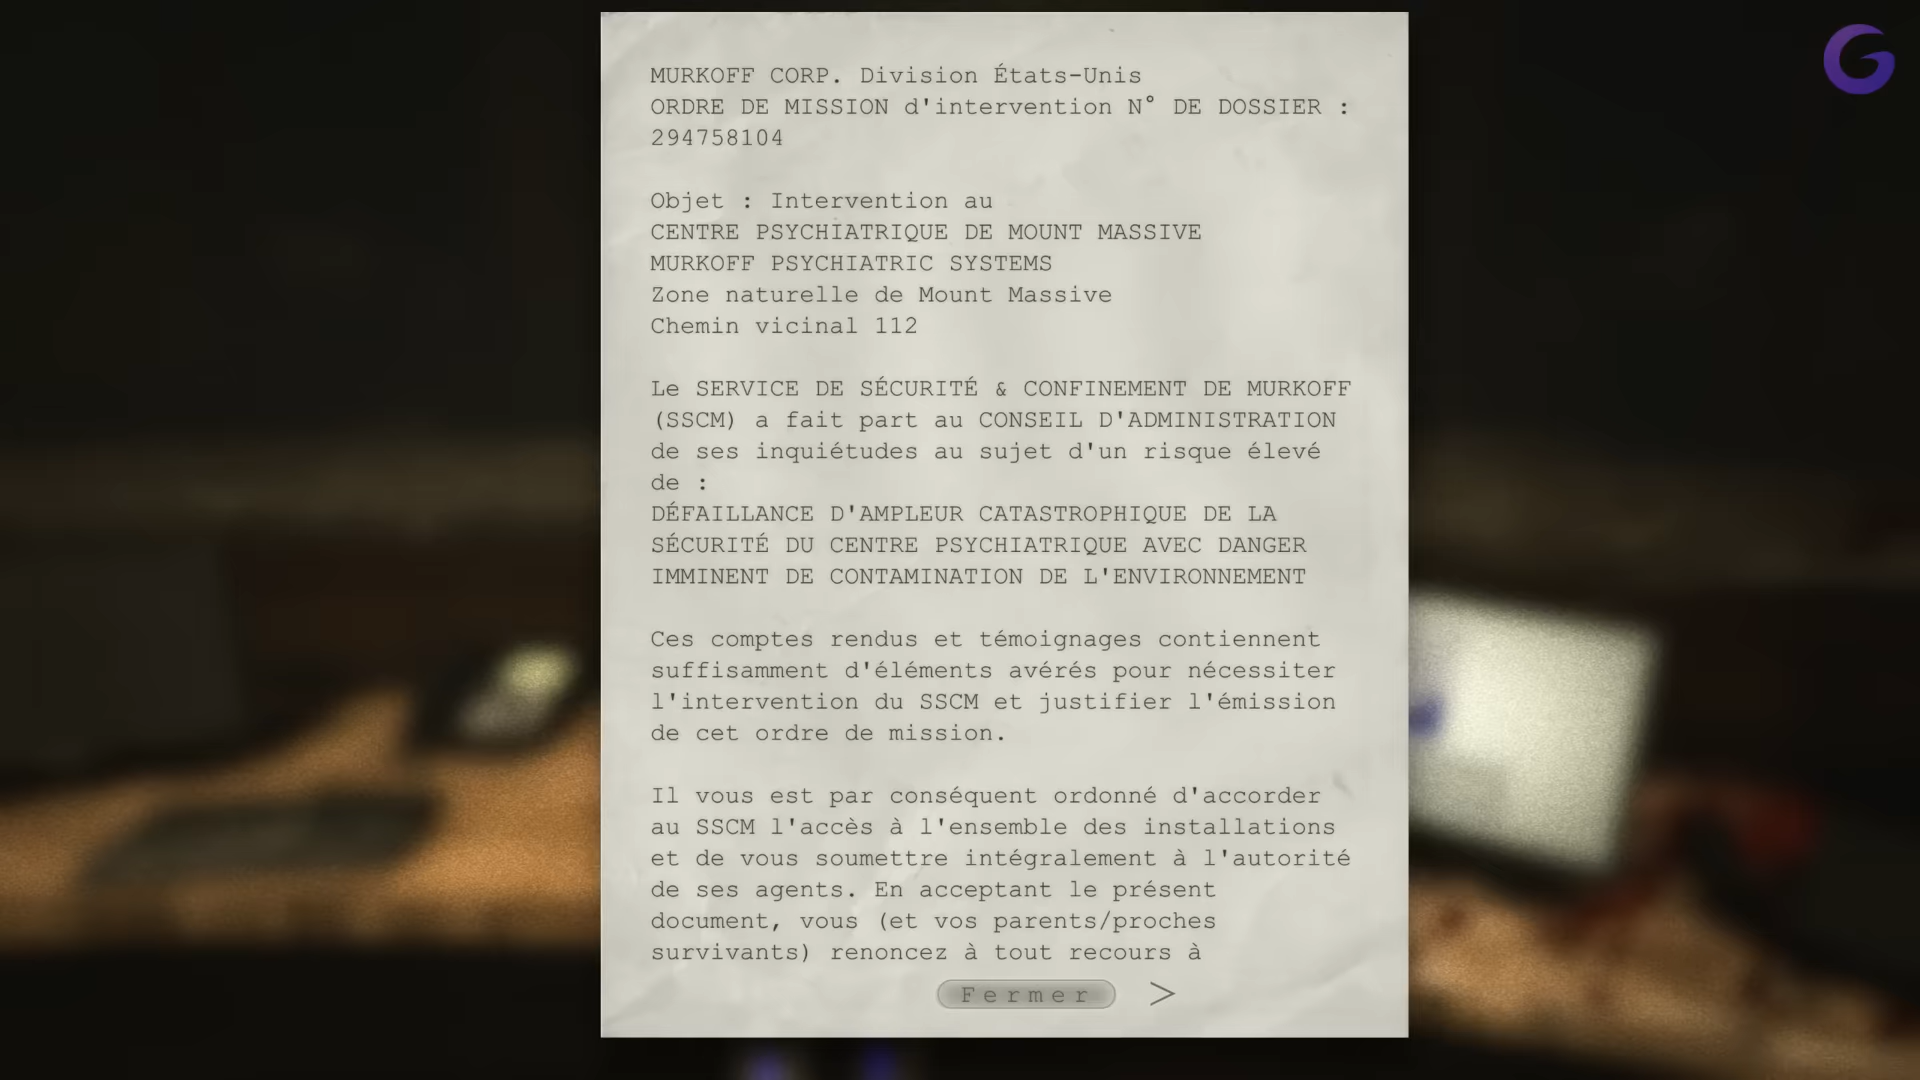 MURKOFF CORP. Division États-Unis
ORDRE DE MISSION d'intervention N° DE DOSSIER :
294758104
Objet : Intervention au
CENTRE PSYCHIATRIQUE DE MOUNT MASSIVE
MURKOFF PSYCHIATRIC SYSTEMS
Zone naturelle de Mount Massive
Chemin vicinal 112
Le SERVICE DE SÉCURITÉ & CONFINEMENT DE MURKOFF
(SSCM) a fait part au CONSEIL D'ADMINISTRATION
de ses inquiétudes au sujet d'un risque élevé
de :
DÉFAILLANCE D'AMPLEUR CATASTROPHIQUE DE LA
SÉCURITÉ DU CENTRE PSYCHIATRIQUE AVEC DANGER
IMMINENT DE CONTAMINATION DE L'ENVIRONNEMENT
Ces comptes rendus et témoignages contiennent
suffisamment d'éléments avérés pour nécessiter
l'intervention du SSCM et justifier l'émission
de cet ordre de mission.
Il vous est par conséquent ordonné d'accorder
au SSCM l'accès à l'ensemble des installations
et de vous soumettre intégralement à l'autorité
de ses agents. En acceptant le présent
document, vous (et vos parents/proches
survivants) renoncez à tout recours à
Fermer >